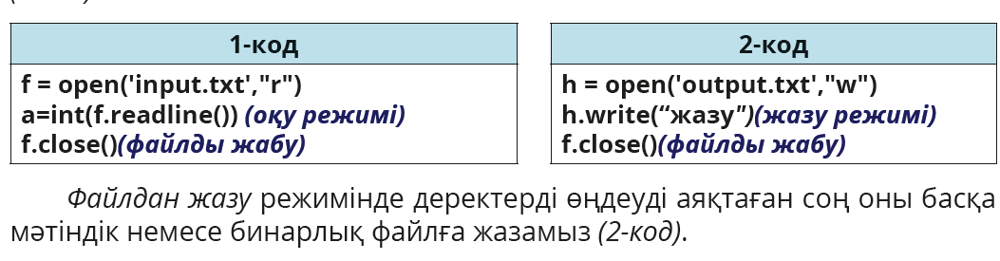 1-код
f = open('input.txt',"r")
a=int(f.readline()) (оқу режимі)
f.close()(файлды жабу)
2-код
h = open('output.txt',"w")
h.write(“жазу")(жазу режимі)
f.close()(файлды жабу)
Файлдан жазу режимінде деректерді өңдеуді аяқтаған соң оны басқа
мәтіндік немесе бинарлық файлға жазамыз (2-код).